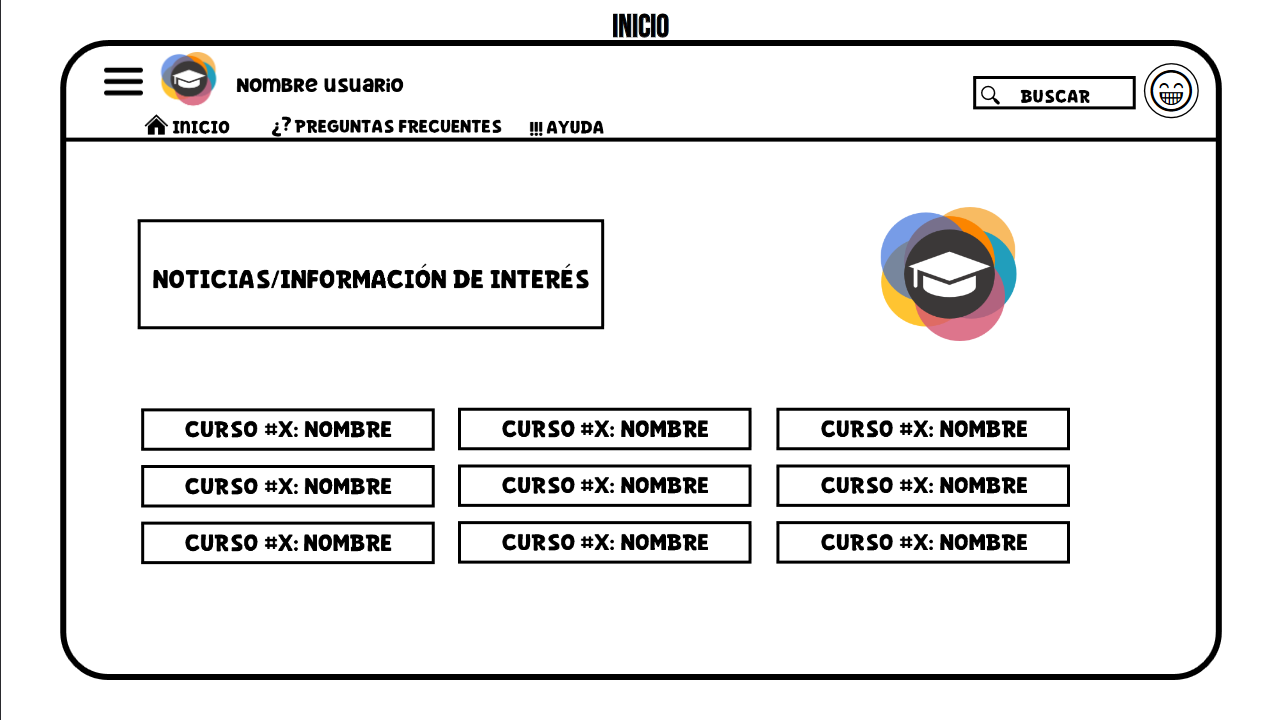 INICIO
NOMBRE USUARIO
BUSCAR
INICIO
¿? PREGUNTAS FRECUENTES
!!! AYUDA
NOTICIAS/INFORMACIÓN DE INTERÉS
CURSO #X: NOMBRE
CURSO #X: NOMBRE
CURSO #X: NOMBRE
CURSO #X: NOMBRE
CURSO #X: NOMBRE
CURSO #X: NOMBRE
CURSO #X: NOMBRE
CURSO #X: NOMBRE
CURSO #X: NOMBRE